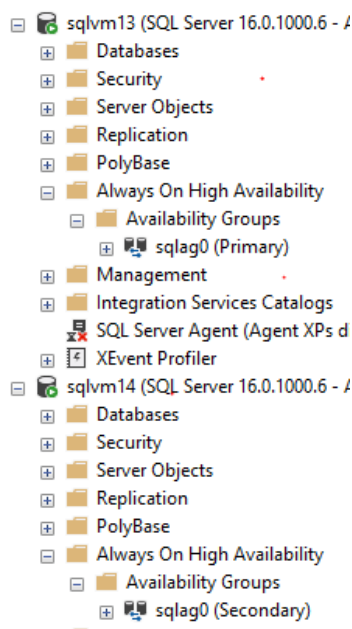 sqlvm13 (SQL Server 16.0.1000.6 - A
Databases
Security
Server Objects
Replication
PolyBase
Always On High Availability
Availability Groups
sqlag0 (Primary)
Management
Integration Services Catalogs
SQL Server Agent (Agent XPs d
XEvent Profiler
sqlvm14 (SQL Server 16.0.1000.6 - A
Databases
Security
Server Objects
Replication
PolyBase
Always On High Availability
Availability Groups
sqlag0 (Secondary)